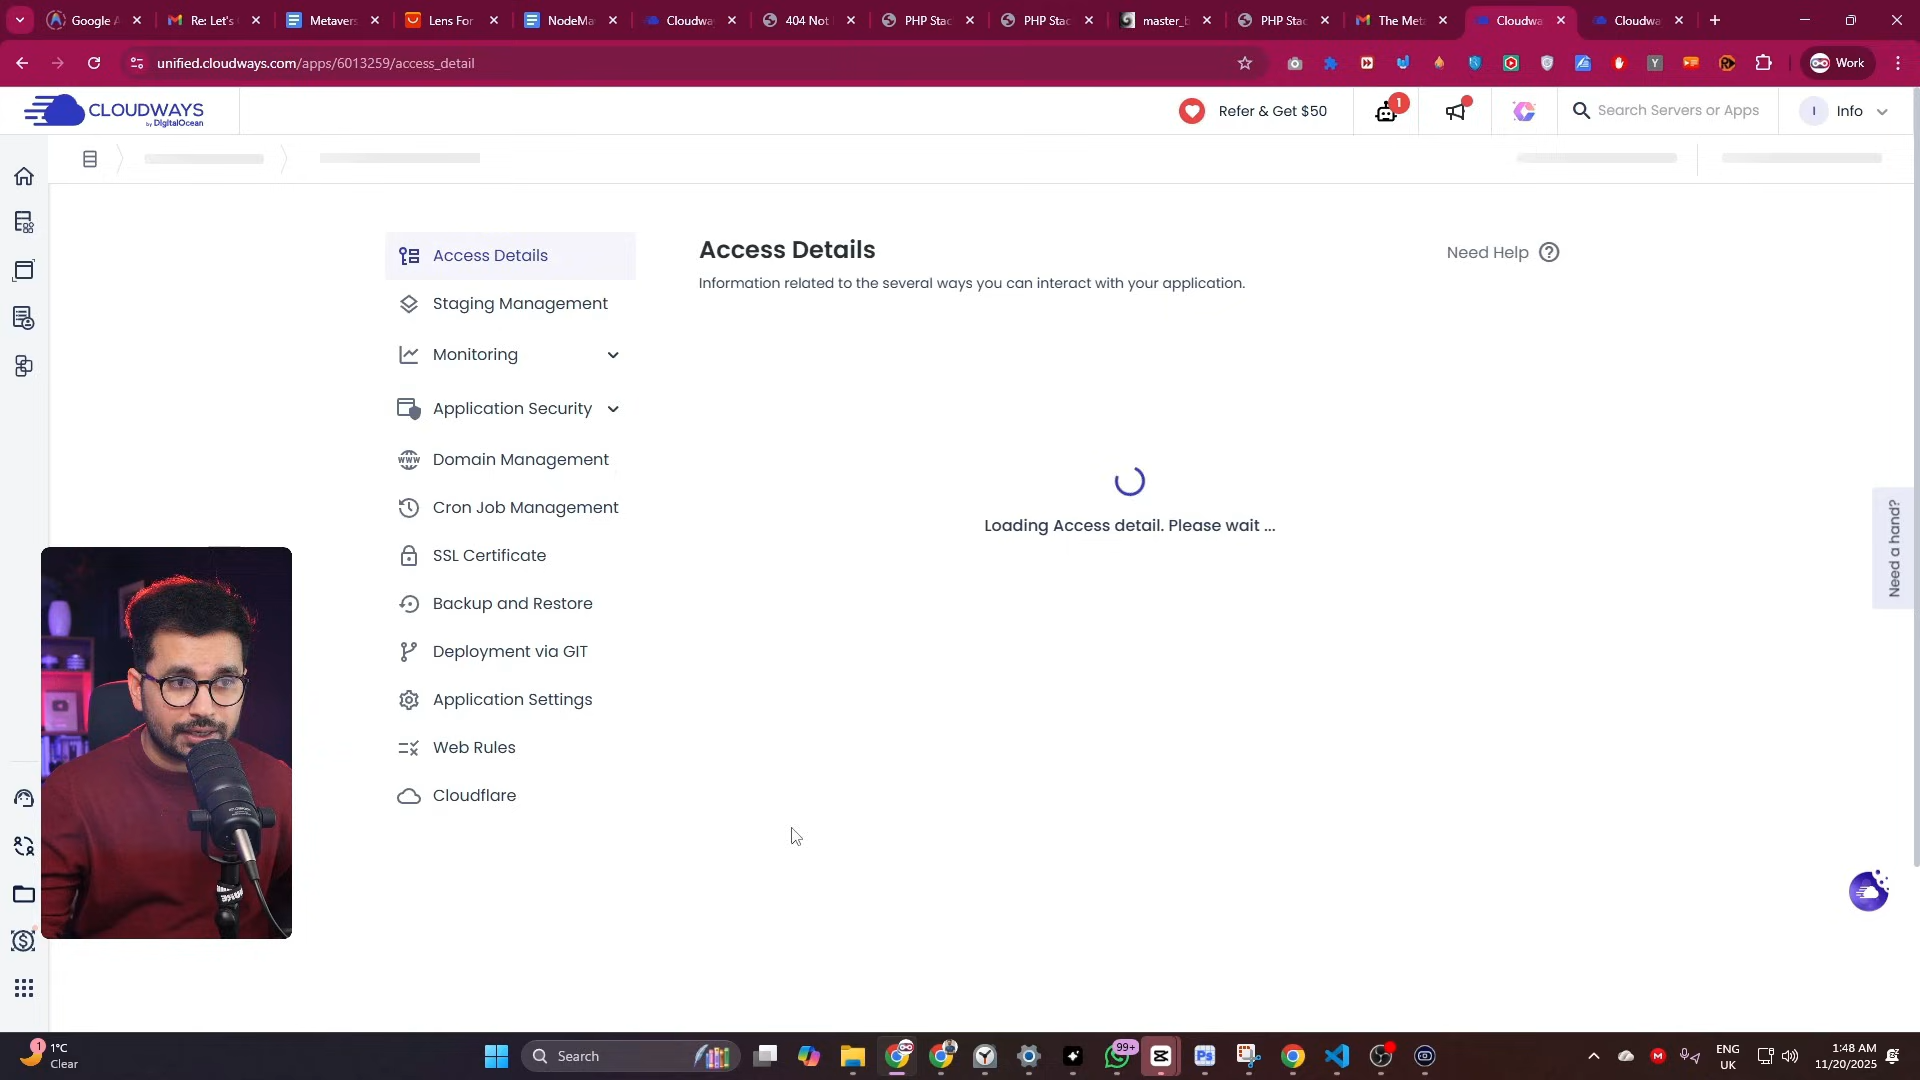 Google A
Re: Let's
Metavers
Lens For
NodeMa
Cloudwa
404 Not
PHP Stac
PHP Stac
master_b
PHP Stac
The Meta
Cloudwa
Cloudwa
unified.cloudways.com/apps/6013259/access_detail
Work
CLOUDWAYS
by DigitalOcean
Refer & Get $50
1
Search Servers or Apps
I
Info
Access Details
Staging Management
Monitoring
Application Security
Domain Management
Cron Job Management
SSL Certificate
Backup and Restore
Deployment via GIT
Application Settings
Web Rules
Cloudflare
Access Details
Need Help
Information related to the several ways you can interact with your application.
Loading Access detail. Please wait ...
Need a hand?
1
1°C
Clear
Search
99+
ENG
UK
1:48 AM
11/20/2025